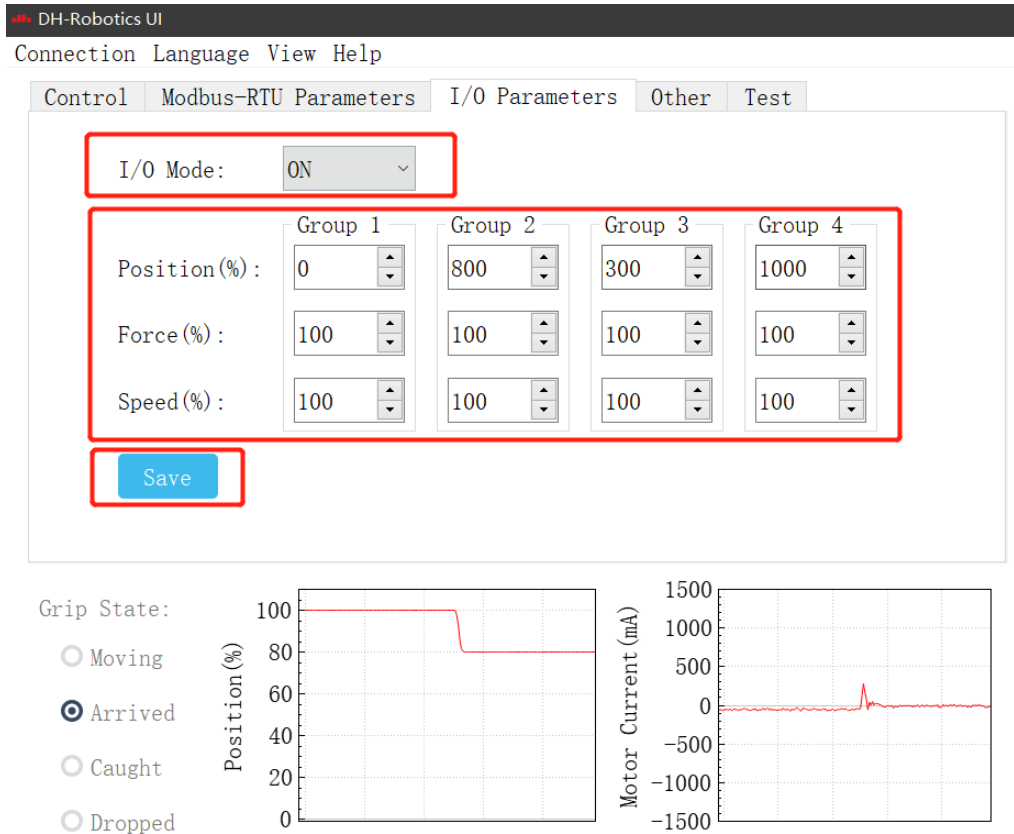 DH-Robotics UI
Connection Language View Help
Control Modbus-RTU Parameters I/O Parameters Other Test
I/O Mode: ON
Group 1 Group 2 Group 3 Group 4
Position(%): 0 800 300 1000
Force(%): 100 100 100 100
Speed(%): 100 100 100 100
Save
Grip State:
Moving
Arrived
Caught
Dropped
Position(%)
100
80
60
40
20
0
Motor Current(mA)
1500
1000
500
0
-500
-1000
-1500